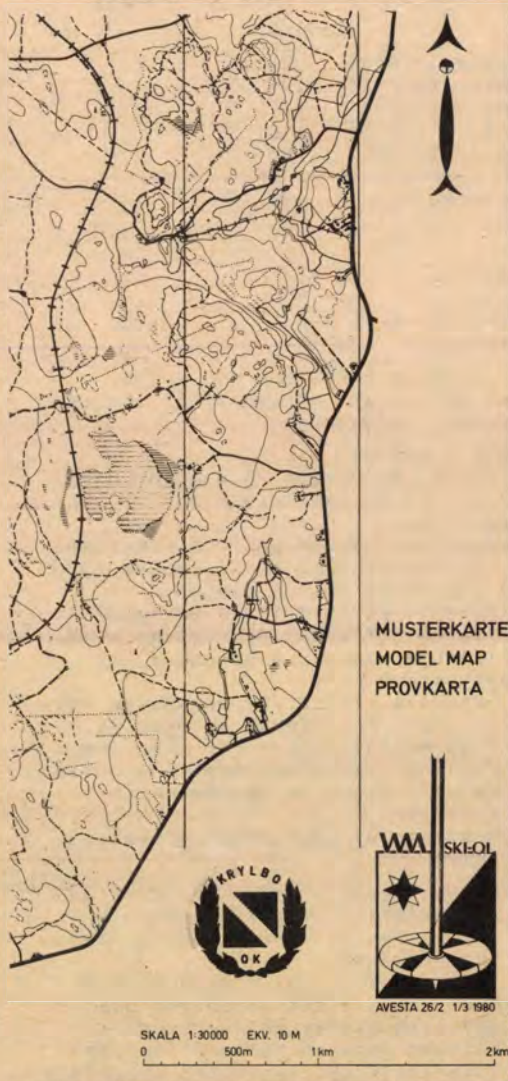 MUSTERKARTE
MODEL MAP
PROVKARTA
VM SKI-OL
KRYLBO
OK
AVESTA 26/2 1/3 1980
SKALA 1:30000 EKV. 10 M
0 500m 1km 2km